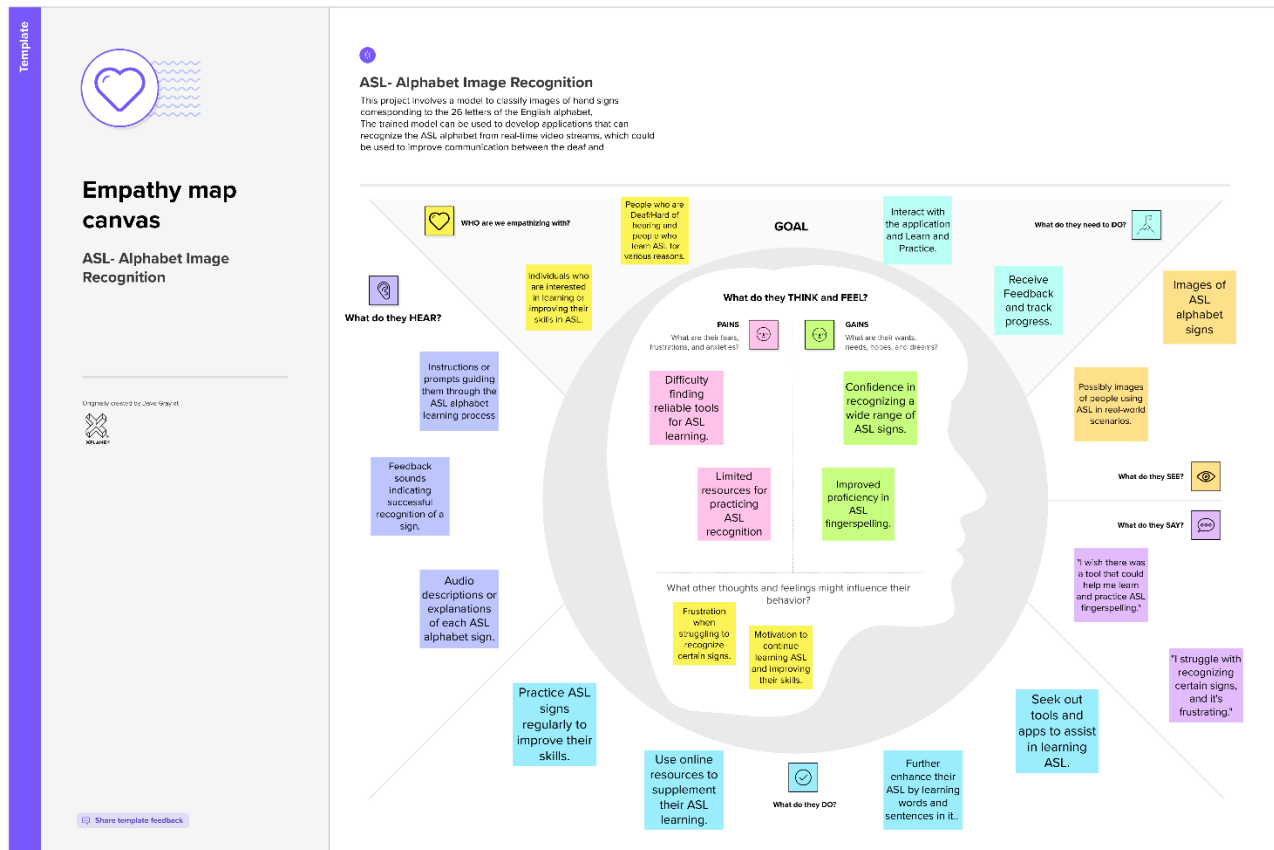 Template
Empathy map
canvas
ASL- Alphabet Image
Recognition
Originally created by Dave Gray at
XPLANE
Share template feedback
ASL- Alphabet Image Recognition
This project involves a model to classify images of hand signs
corresponding to the 26 letters of the English alphabet,
The trained model can be used to develop applications that can
recognize the ASL alphabet from real-time video streams, which could
be used to improve communication between the deaf and
WHO are we empathizing with?
People who are
Deaf/Hard of
hearing and
people who
learn ASL for
various reasons.
individuals who
are interested
in learning or
improving their
skills in ASL.
GOAL
Interact with
the application
and Learn and
Practice.
What do they need to DO?
Receive
Feedback
and track
progress.
What do they HEAR?
Instructions or
prompts guiding
them through the
ASL alphabet
learning process
Feedback
sounds
indicating
successful
recognition of a
sign.
Audio
descriptions or
explanations
of each ASL
alphabet sign.
What do they THINK and FEEL?
PAINS
What are their fears,
frustrations, and anxieties?
Difficulty
finding
reliable tools
for ASL
learning.
Limited
resources for
practicing
ASL
recognition
GAINS
What are their wants,
needs, hopes, and dreams?
Confidence in
recognizing a
wide range of
ASL signs.
Improved
proficiency in
ASL
fingerspelling.
What other thoughts and feelings might influence their
behavior?
Frustration
when
struggling to
recognize
certain signs.
Motivation to
continue
learning ASL
and improving
their skills.
Images of
ASL
alphabet
signs
Possibly images
of people using
ASL in real-world
scenarios.
What do they SEE?
What do they SAY?
"I wish there was
a tool that could
help me learn
and practice ASL
fingerspelling."
"I struggle with
recognizing
certain signs,
and it's
frustrating."
Practice ASL
signs
regularly to
improve their
skills.
Use online
resources to
supplement
their ASL
learning.
What do they DO?
Further
enhance their
ASL by learning
words and
sentences in it..
Seek out
tools and
apps to assist
in learning
ASL.